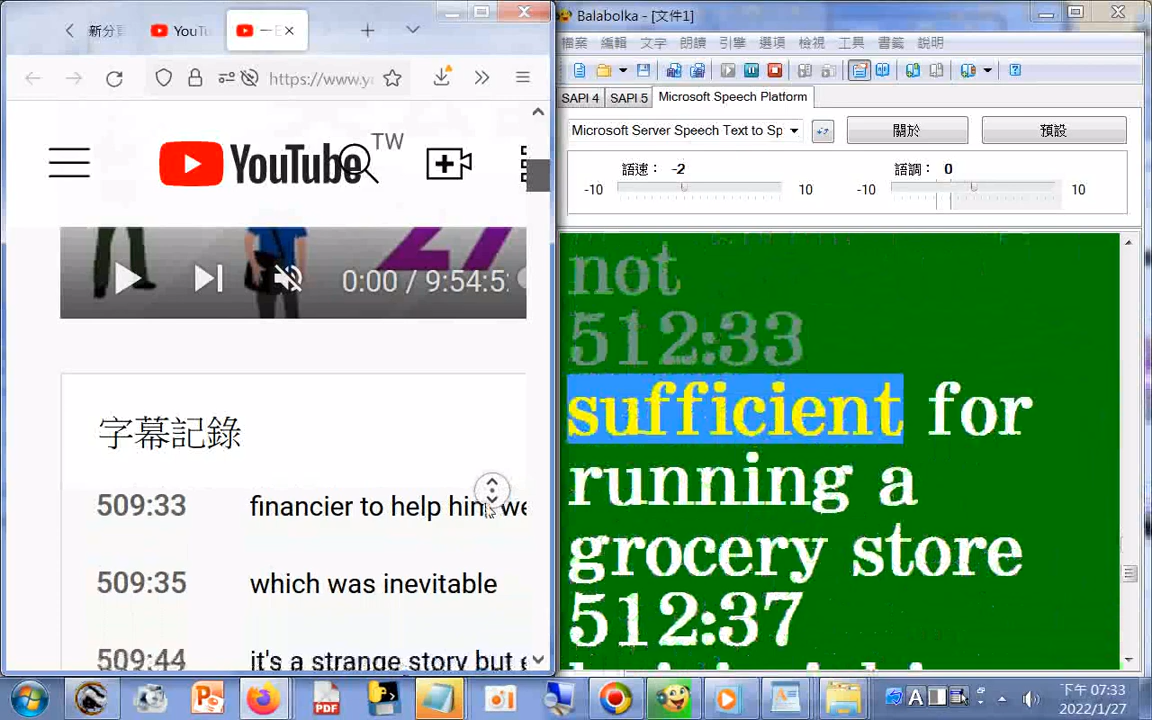 新分
YouTu
一 E
https://www.y
TW
YouTube
27
0:00 / 9:54:5
字幕記錄
509:33 financier to help him we
509:35 which was inevitable
509:44 it's a strange story but e
Balabolka - [文件1]
檔案 編輯 文字 朗讀 引擎 選項 檢視 工具 書籤 說明
SAPI 4 SAPI 5 Microsoft Speech Platform
Microsoft Server Speech Text to Sp 關於 預設
語速： -2 語調： 0
-10 10 -10 10
not
512:33
sufficient for
running a
grocery store
512:37
PDF
A
下午 07:33
2022/1/27